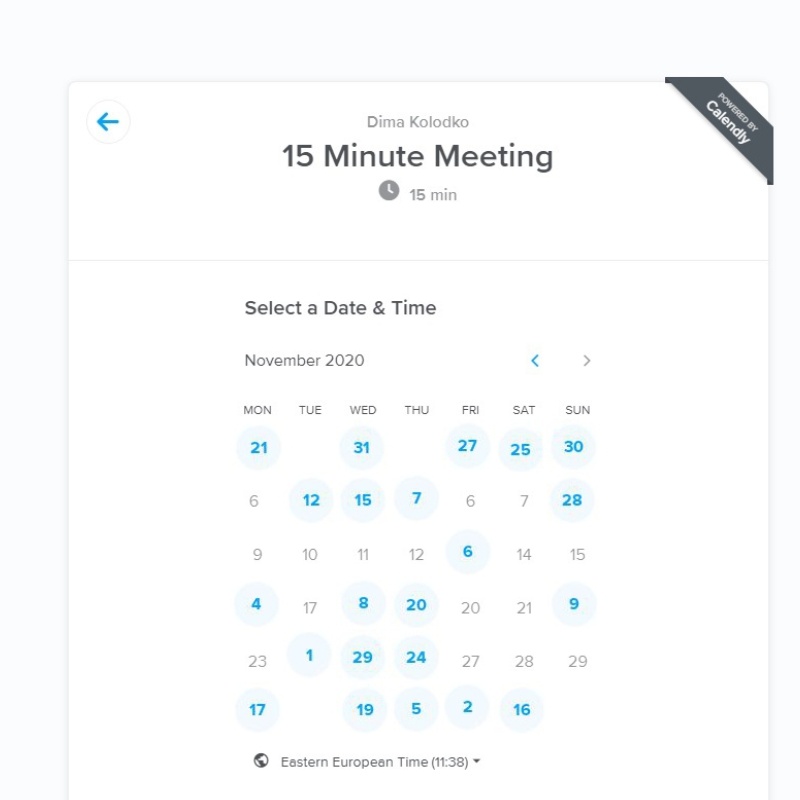 Dima Kolodko
POWERED BY
Calendly
15 Minute Meeting
15 min
Select a Date & Time
November 2020
MON TUE WED THU FRI SAT SUN
21 31 27 25 30
6 12 15 7 6 7 28
9 10 11 12 6 14 15
4 17 8 20 20 21 9
23 1 29 24 27 28 29
17 19 5 2 16
Eastern European Time (11:38)